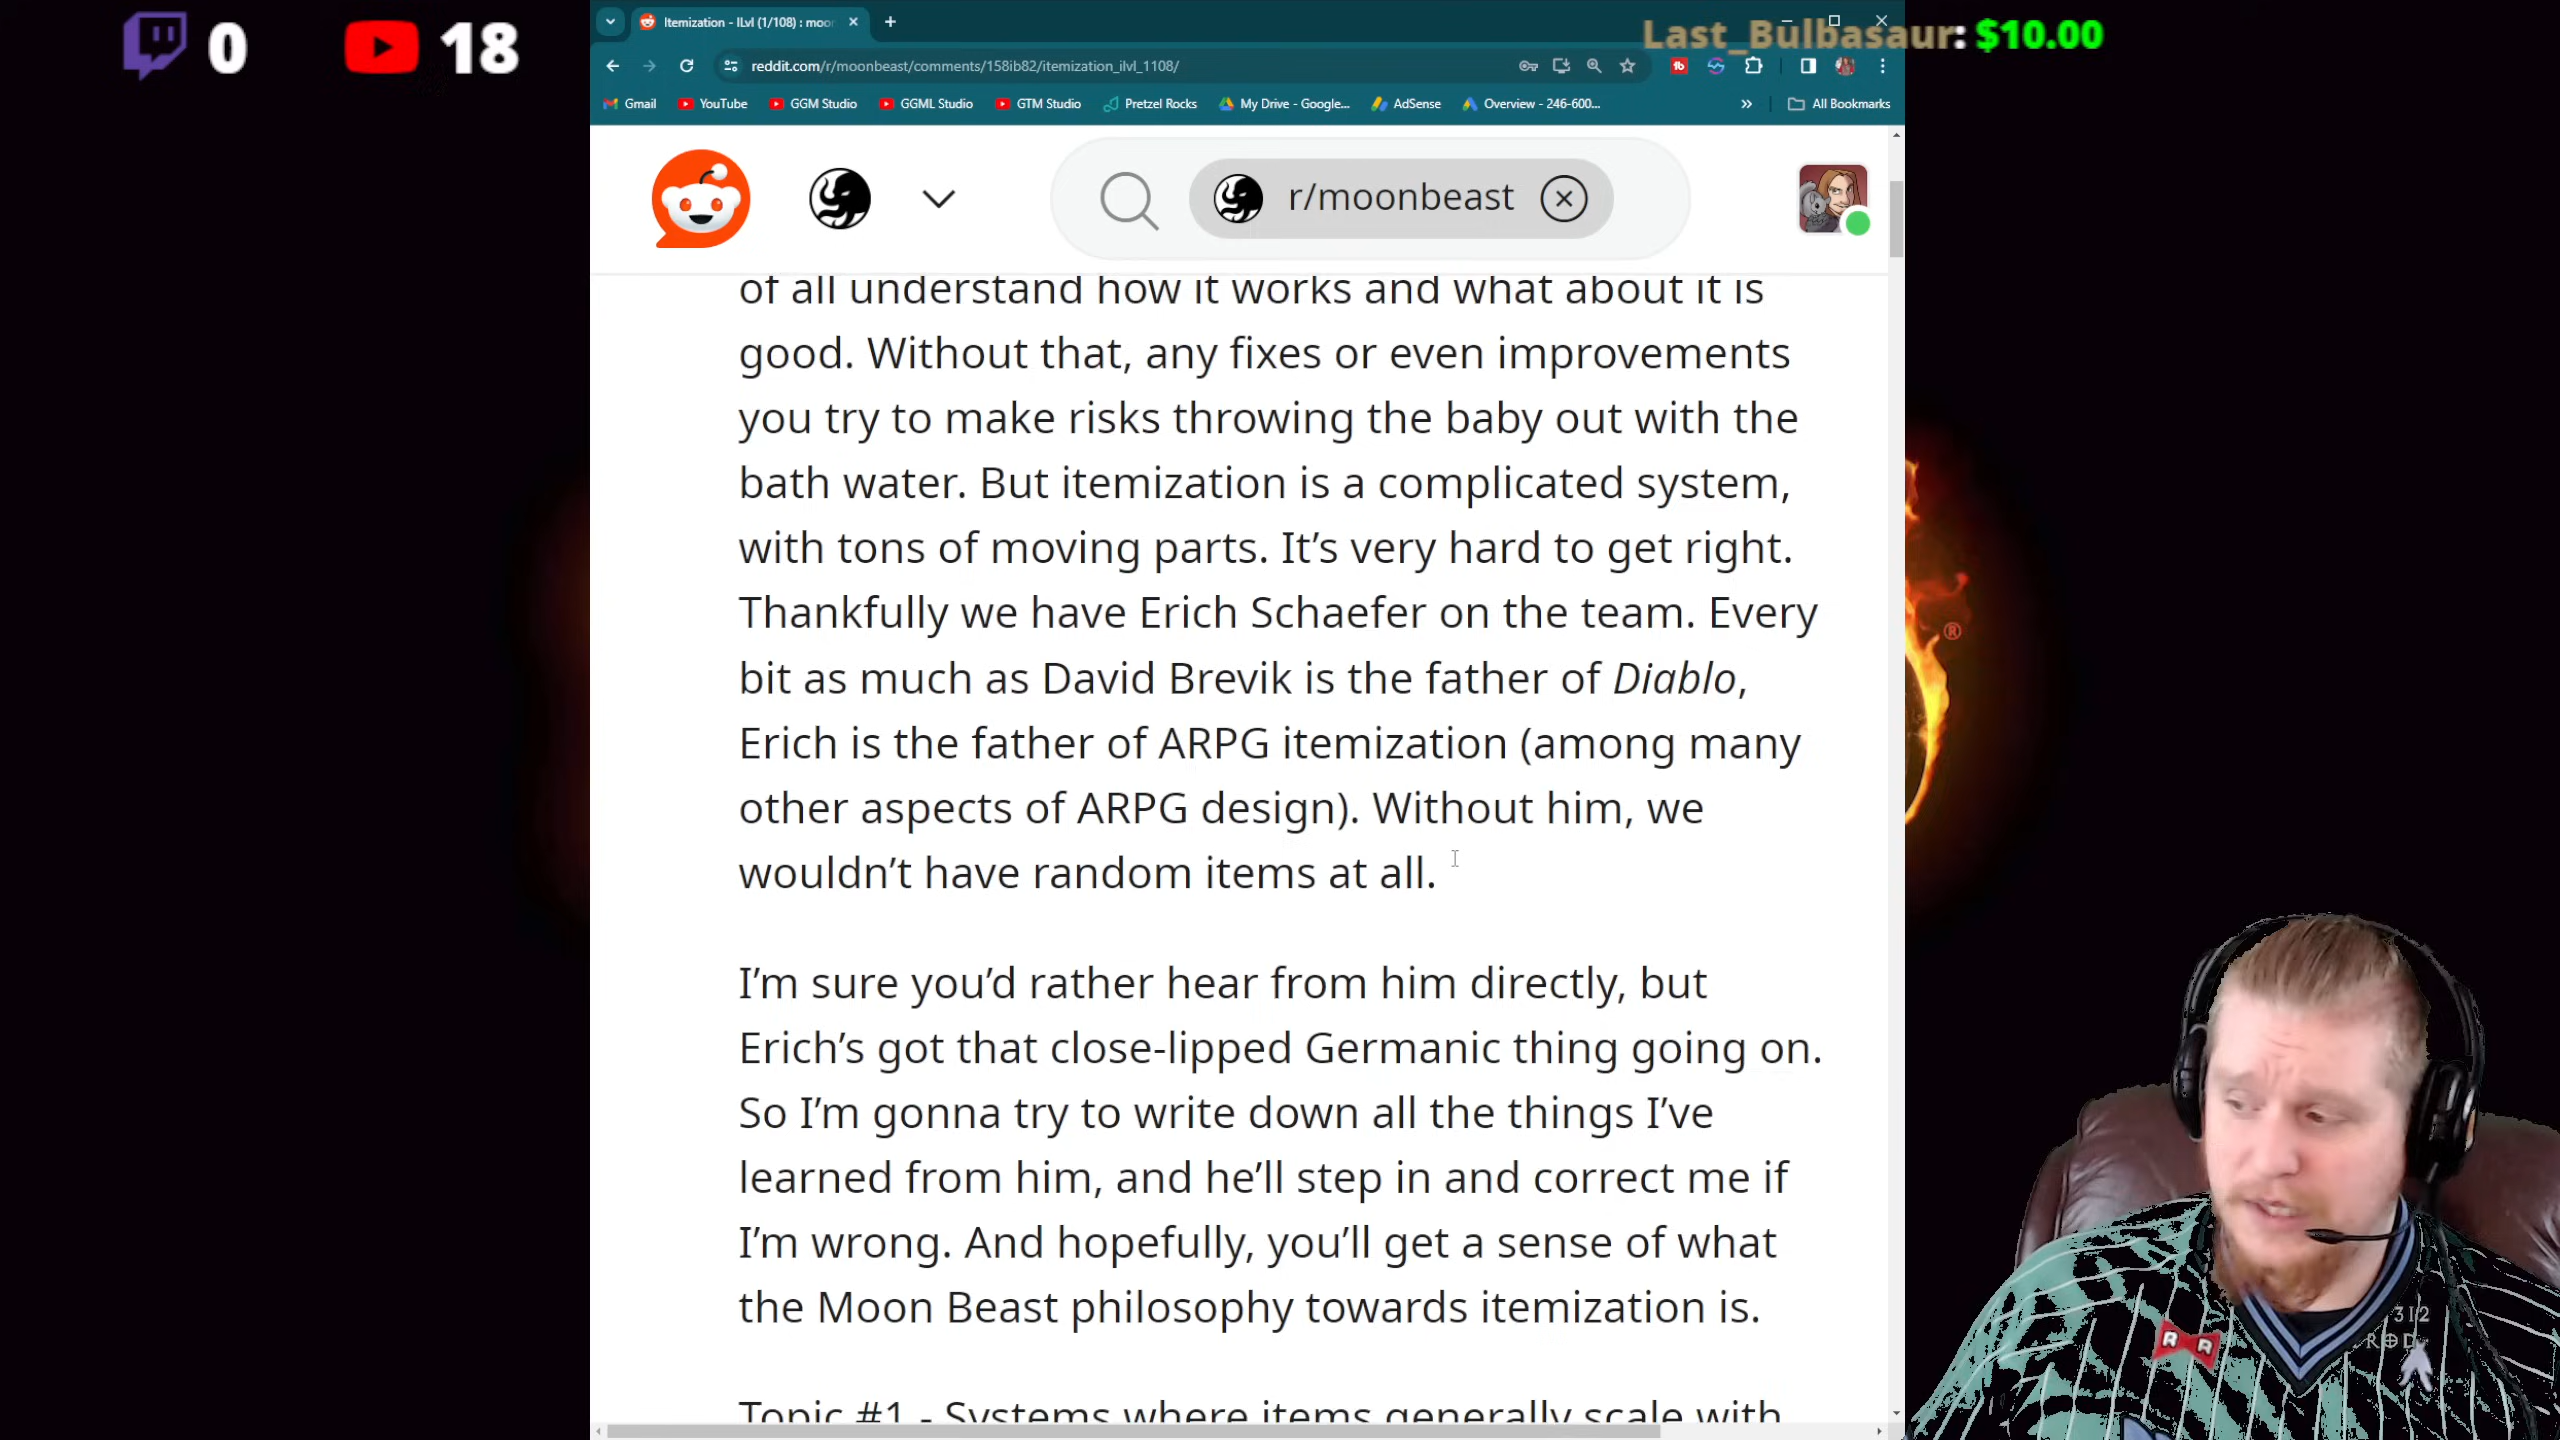 0
18
Itemization - ILvl (1/108) : moo
Last_Bulbasaur: $10.00
reddit.com/r/moonbeast/comments/158ib82/itemization_ilvl_1108/
Gmail YouTube GGM Studio GGML Studio GTM Studio Pretzel Rocks My Drive - Google... AdSense Overview - 246-600... » All Bookmarks
r/moonbeast
of all understand how it works and what about it is
good. Without that, any fixes or even improvements
you try to make risks throwing the baby out with the
bath water. But itemization is a complicated system,
with tons of moving parts. It’s very hard to get right.
Thankfully we have Erich Schaefer on the team. Every
bit as much as David Brevik is the father of Diablo,
Erich is the father of ARPG itemization (among many
other aspects of ARPG design). Without him, we
wouldn’t have random items at all.
I’m sure you’d rather hear from him directly, but
Erich’s got that close-lipped Germanic thing going on.
So I’m gonna try to write down all the things I’ve
learned from him, and he’ll step in and correct me if
I’m wrong. And hopefully, you’ll get a sense of what
the Moon Beast philosophy towards itemization is.
Topic #1 - Systems where items generally scale with
®
312
R R